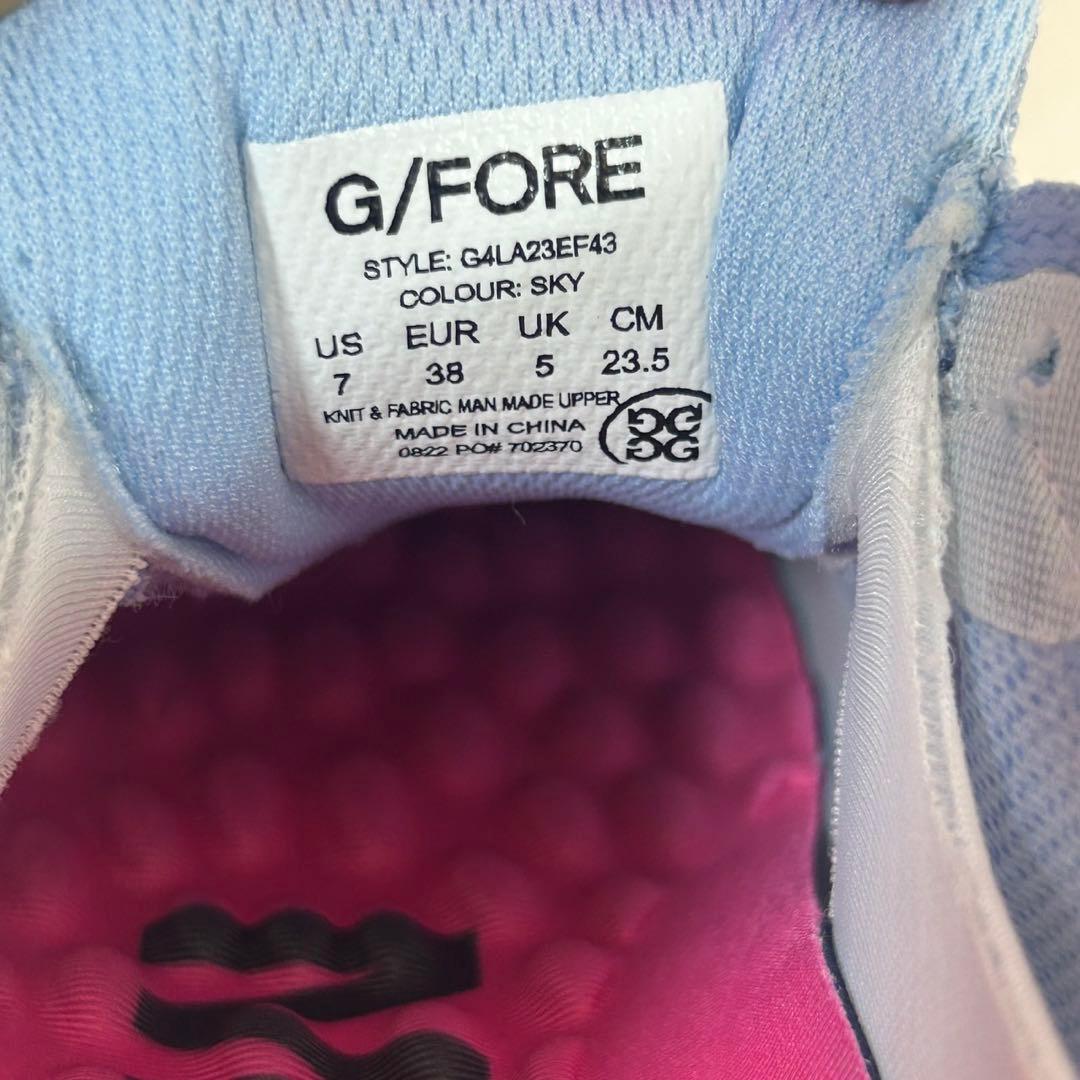 G/FORE
STYLE: G4LA23EF43
COLOUR: SKY
US EUR UK CM
7 38 5 23.5
KNIT & FABRIC MAN MADE UPPER
MADE IN CHINA
0822 PO# 702370